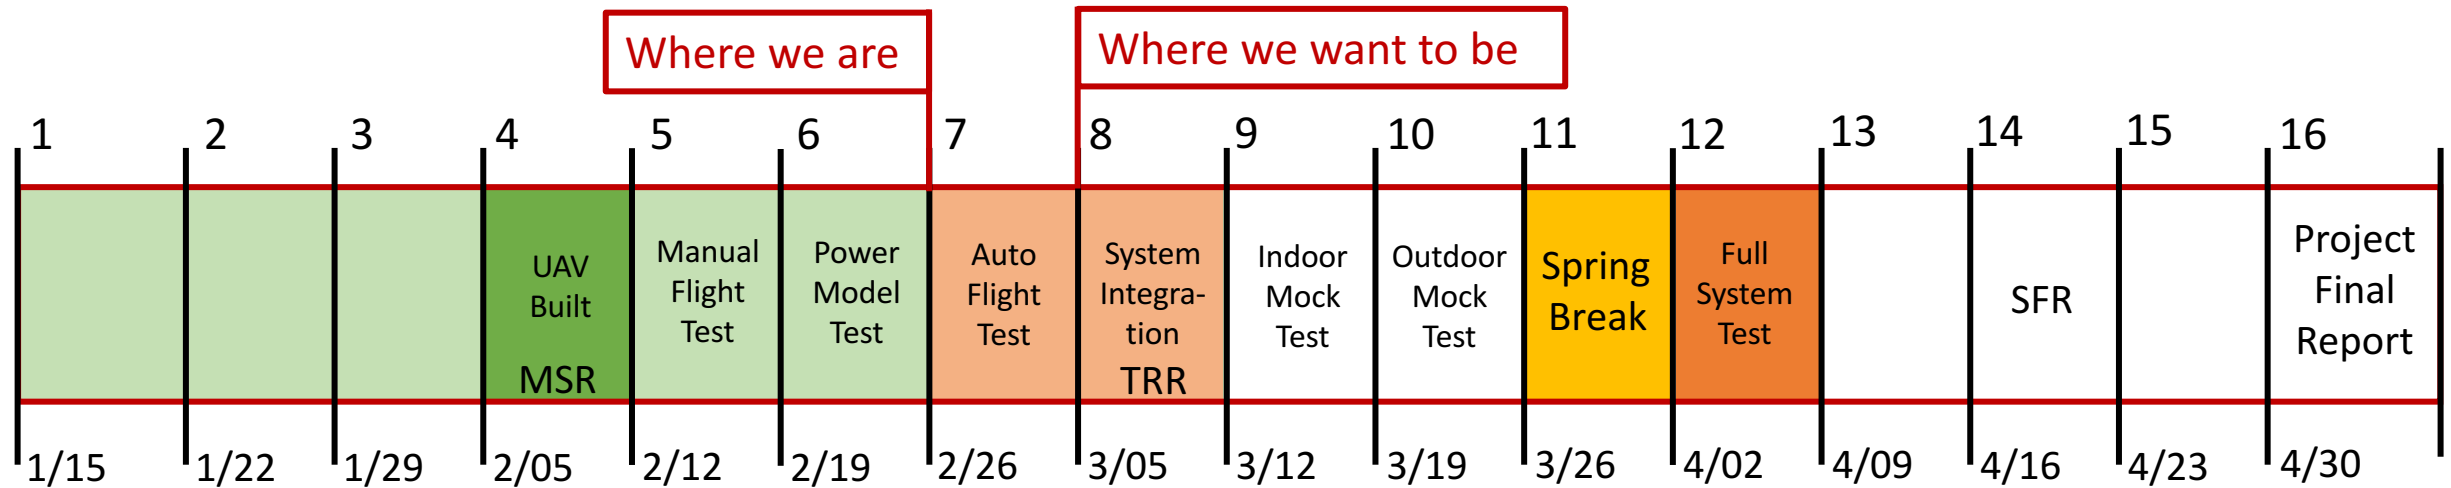 Where we are
Where we want to be
1 2 3 4 5 6 7 8 9 10 11 12 13 14 15 16
UAV
Built
MSR
Manual
Flight
Test
Power
Model
Test
Auto
Flight
Test
System
Integra-
tion
TRR
Indoor
Mock
Test
Outdoor
Mock
Test
Spring
Break
Full
System
Test
SFR
Project
Final
Report
1/15 1/22 1/29 2/05 2/12 2/19 2/26 3/05 3/12 3/19 3/26 4/02 4/09 4/16 4/23 4/30